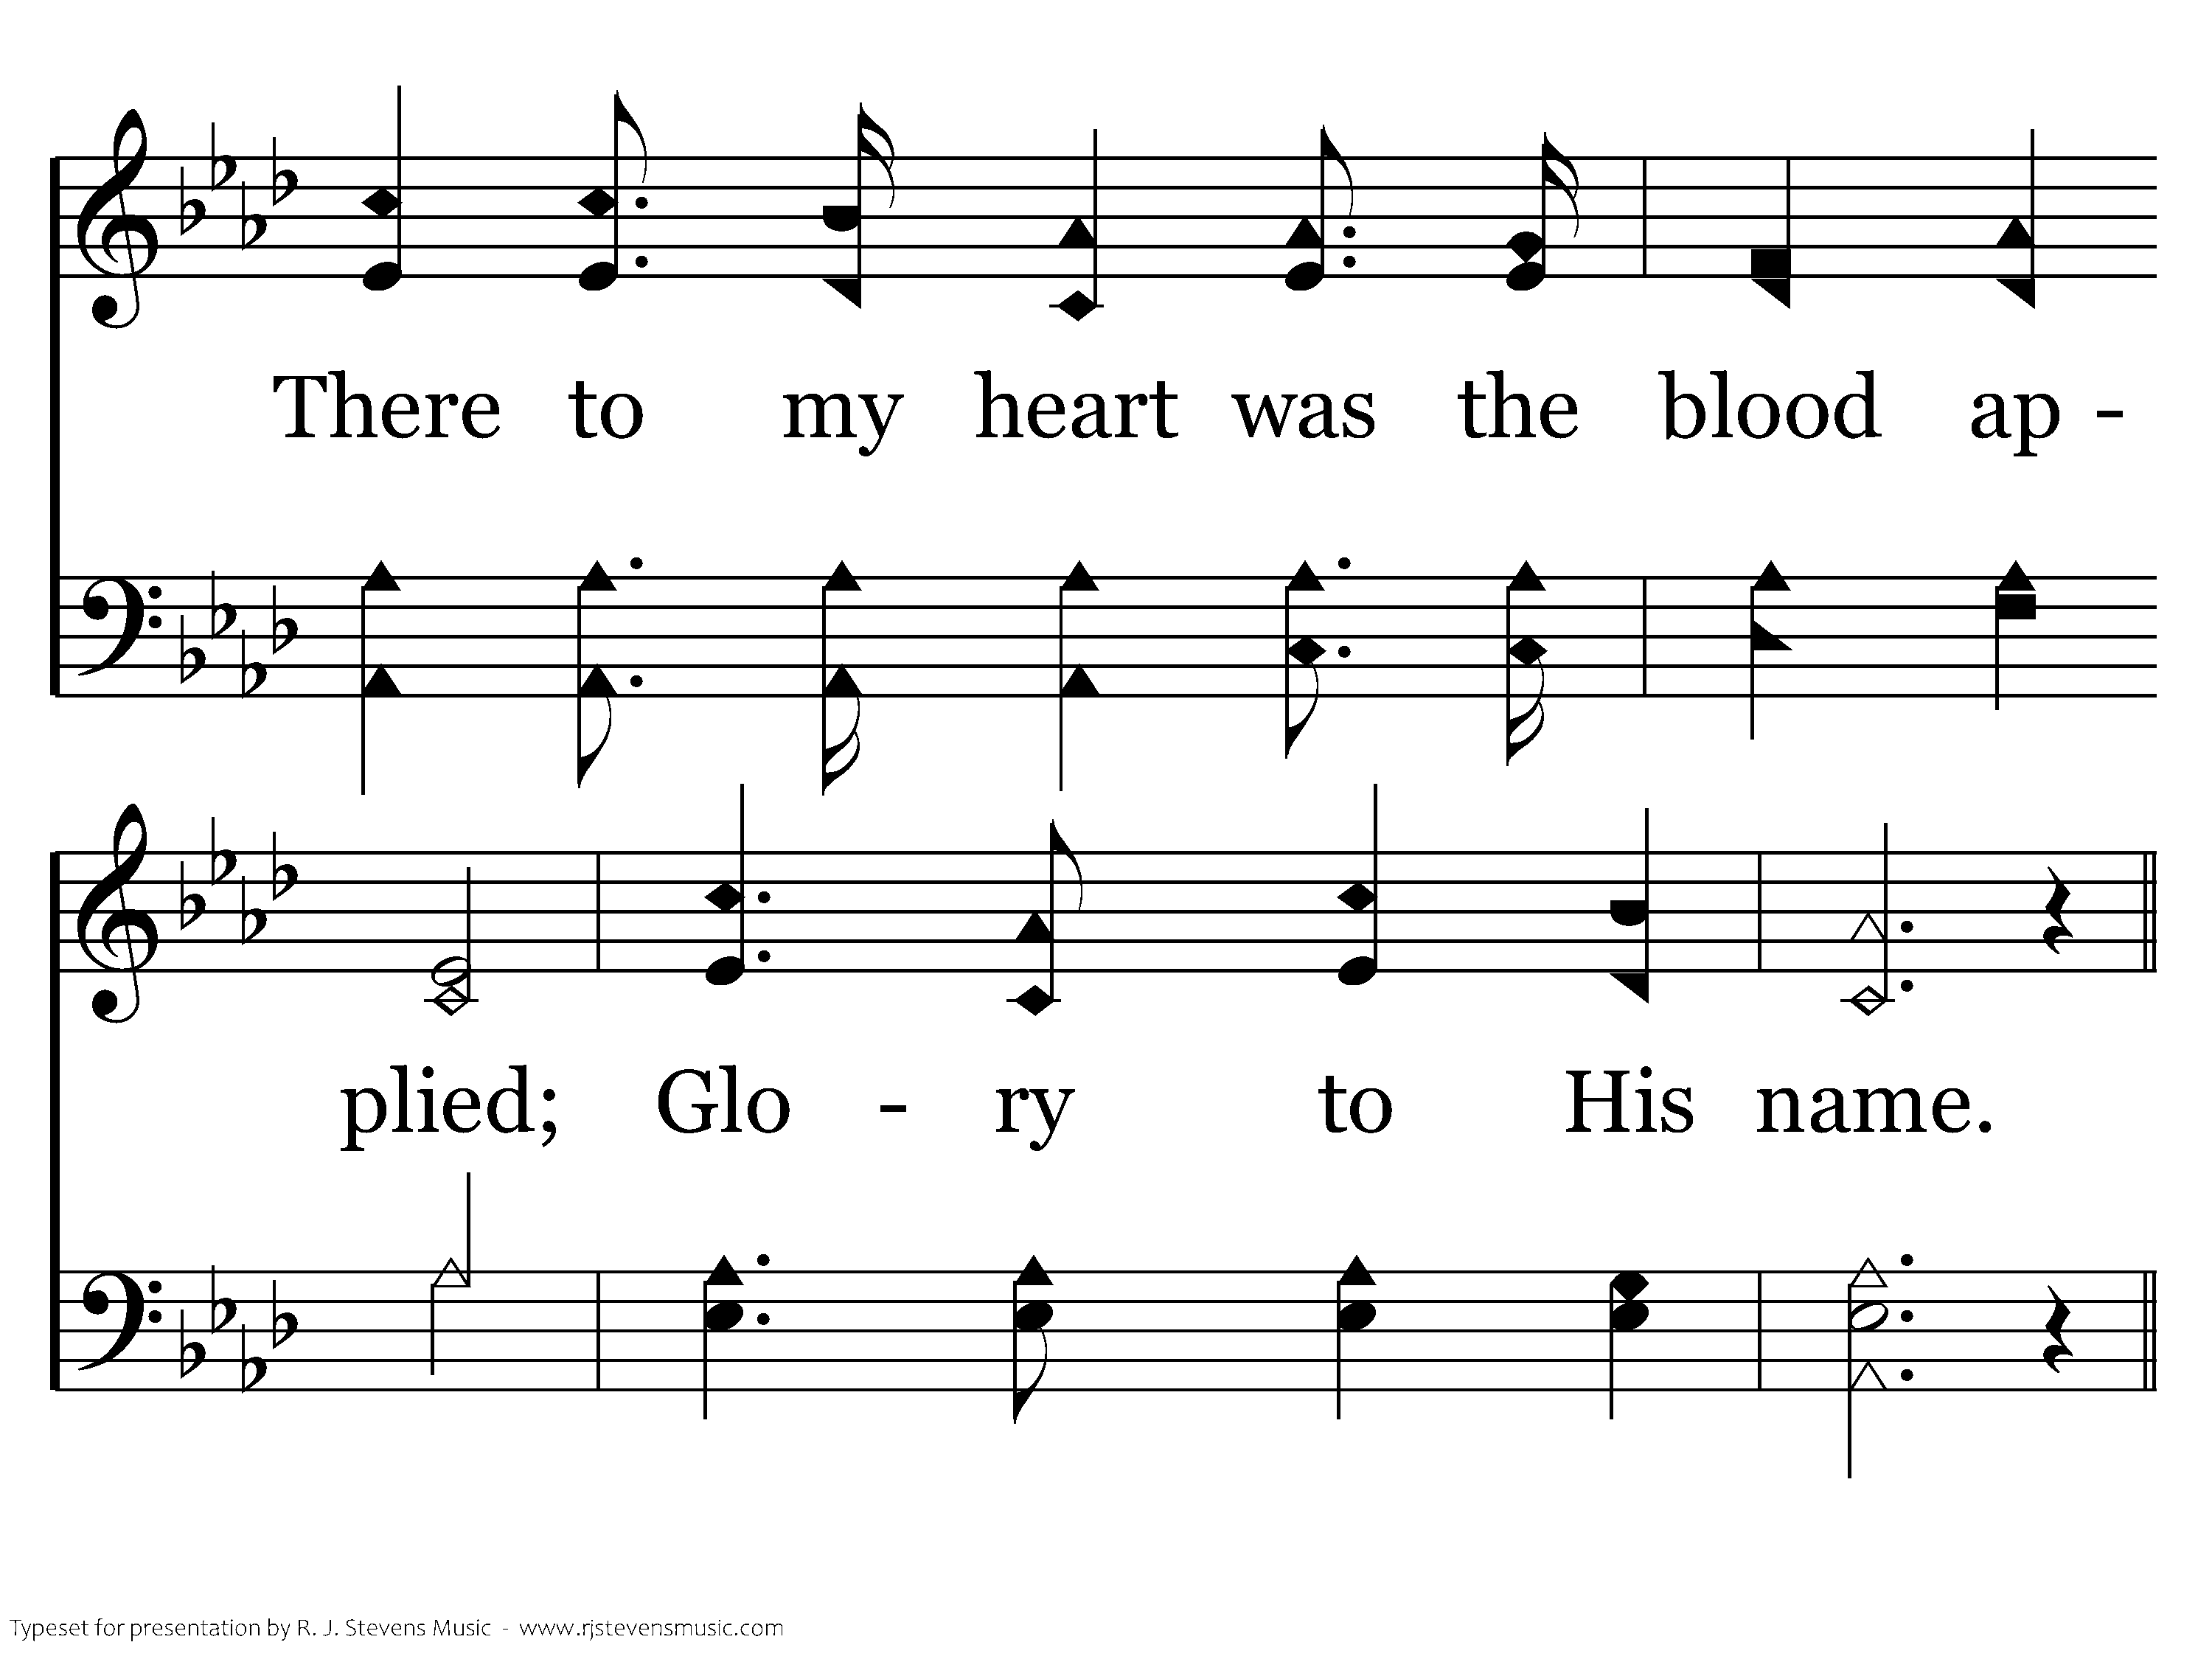 There to my heart was the blood ap -
plied; Glo - ry to His name.
Typeset for presentation by R. J. Stevens Music - www.rjstevensmusic.com